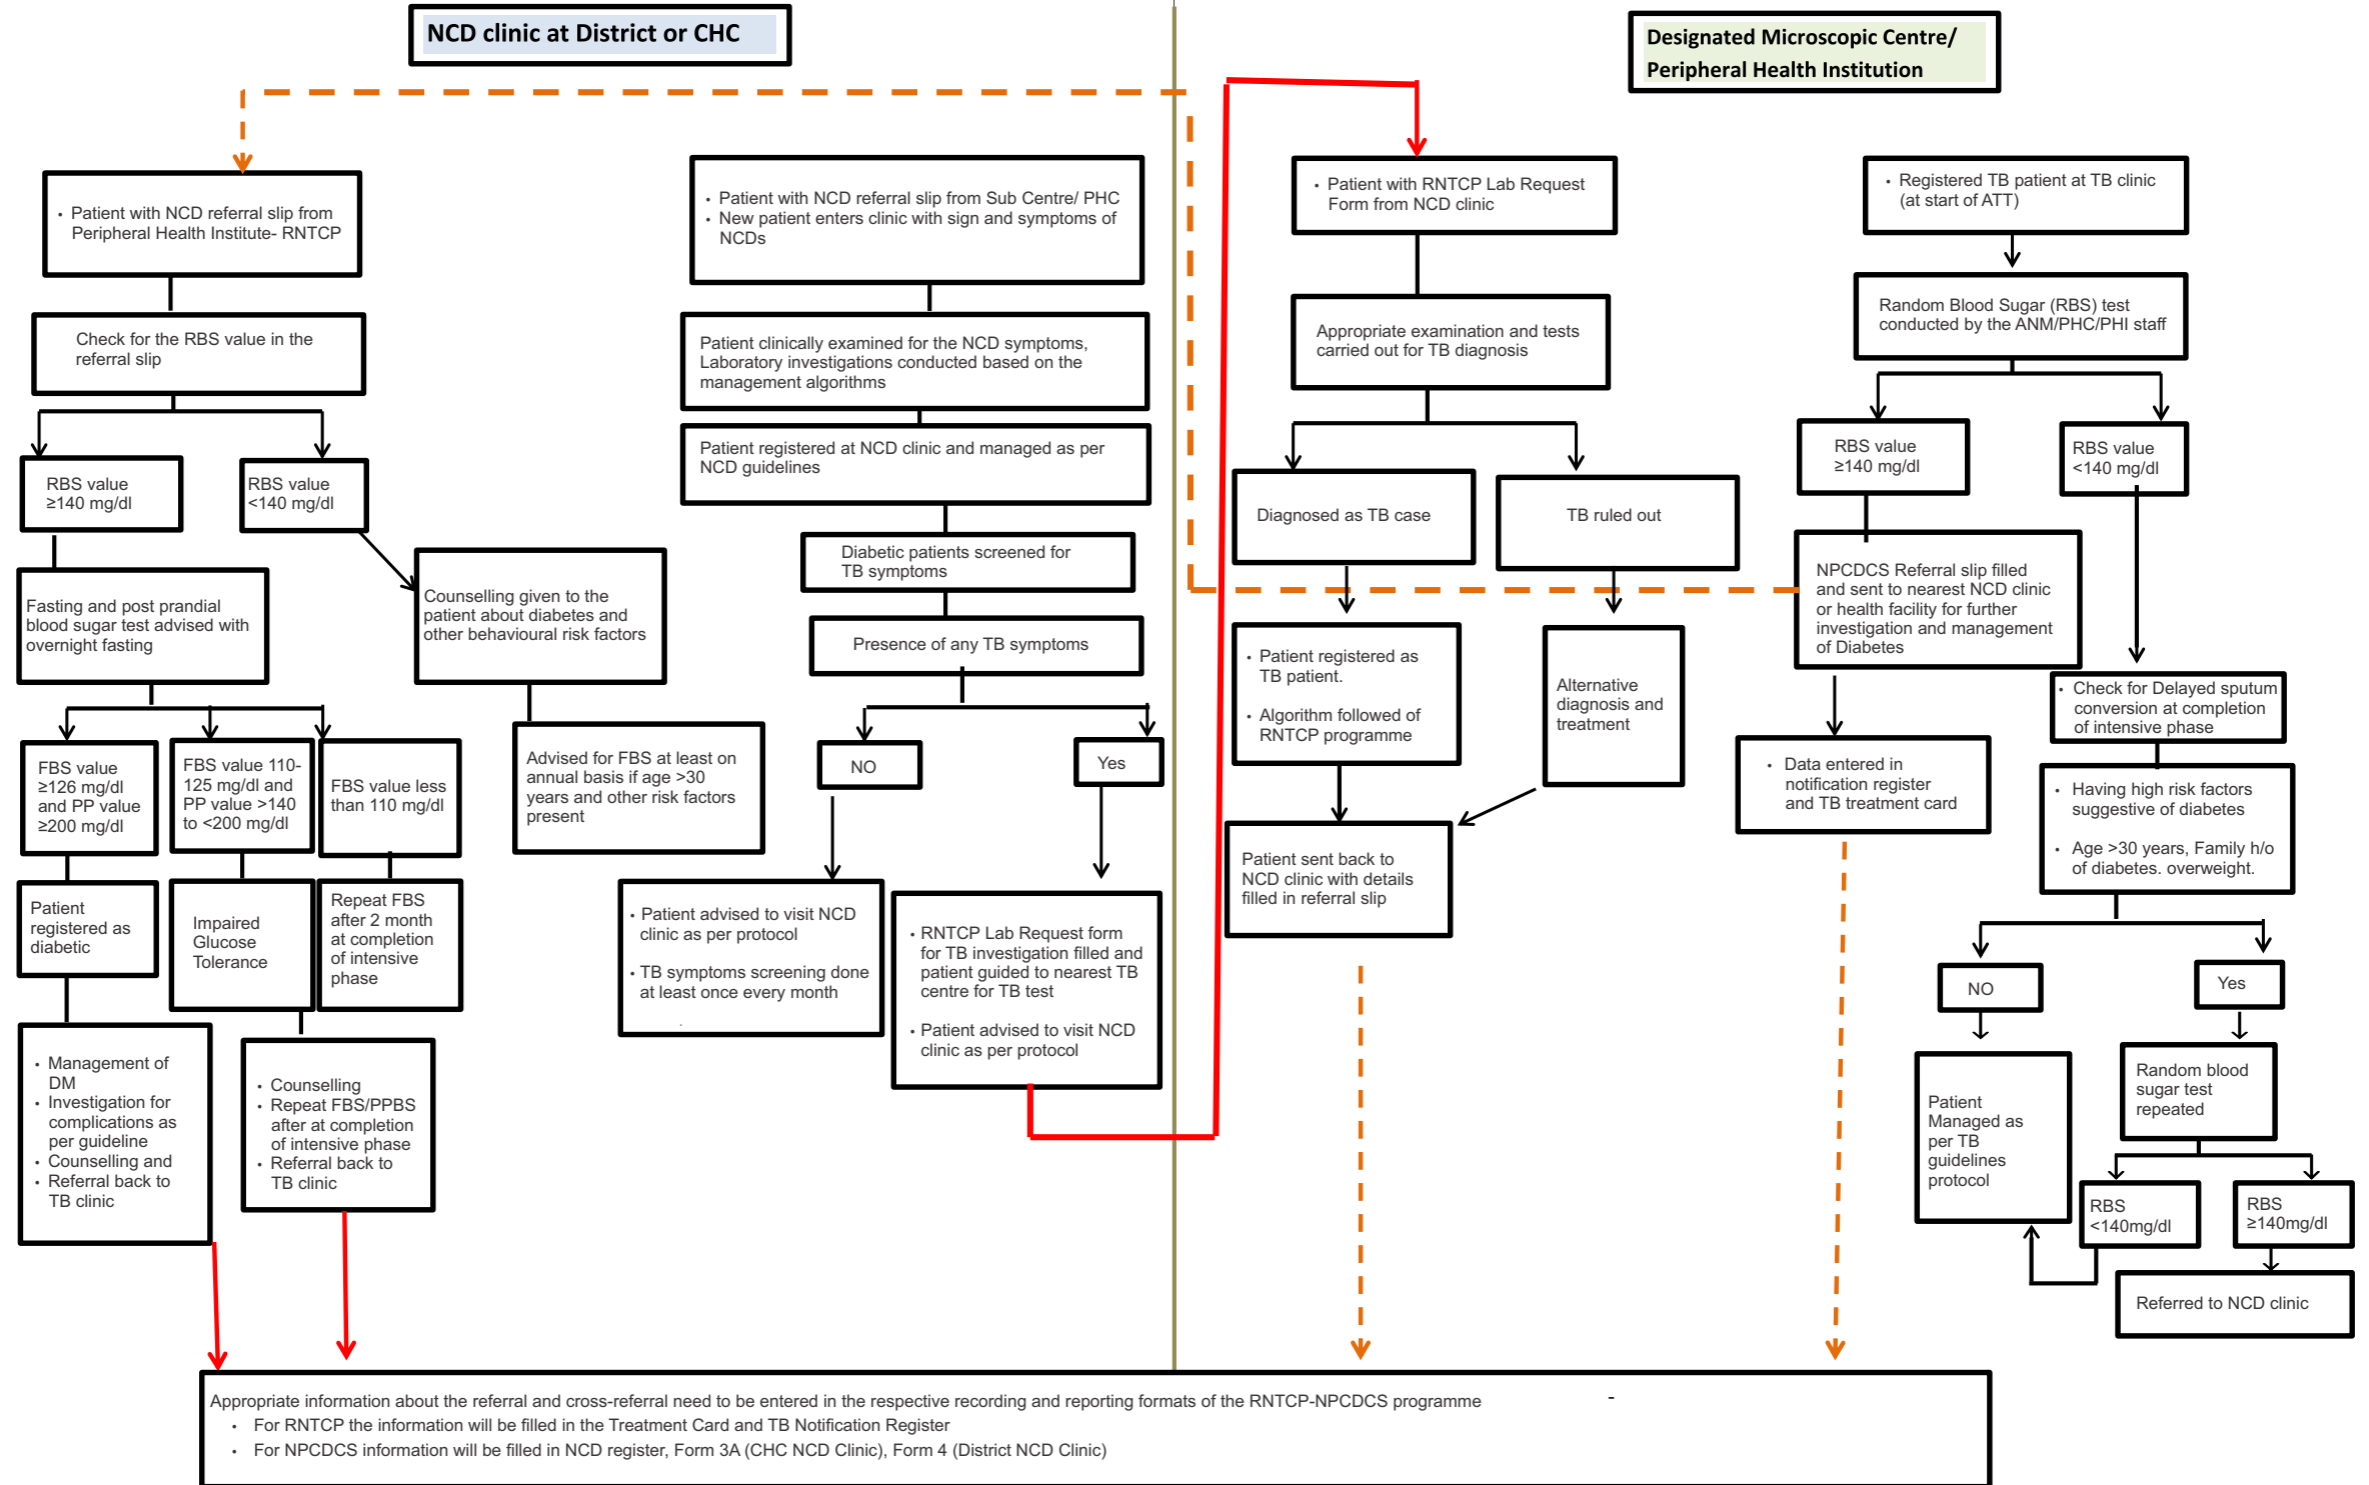 NCD clinic at District or CHC
Designated Microscopic Centre/
Peripheral Health Institution
• Patient with NCD referral slip from
Peripheral Health Institute- RNTCP
Check for the RBS value in the
referral slip
RBS value
≥140 mg/dl
RBS value
<140 mg/dl
Fasting and post prandial
blood sugar test advised with
overnight fasting
Counselling given to the
patient about diabetes and
other behavioural risk factors
FBS value
≥126 mg/dl
and PP value
≥200 mg/dl
FBS value 110-
125 mg/dl and
PP value >140
to <200 mg/dl
FBS value less
than 110 mg/dl
Advised for FBS at least on
annual basis if age >30
years and other risk factors
present
Patient
registered as
diabetic
Impaired
Glucose
Tolerance
Repeat FBS
after 2 month
at completion
of intensive
phase
• Management of
DM
• Investigation for
complications as
per guideline
• Counselling and
• Referral back to
TB clinic
• Counselling
• Repeat FBS/PPBS
after at completion
of intensive phase
• Referral back to
TB clinic
• Patient with NCD referral slip from Sub Centre/ PHC
• New patient enters clinic with sign and symptoms of
NCDs
Patient clinically examined for the NCD symptoms,
Laboratory investigations conducted based on the
management algorithms
Patient registered at NCD clinic and managed as per
NCD guidelines
Diabetic patients screened for
TB symptoms
Presence of any TB symptoms
NO
Yes
• Patient advised to visit NCD
clinic as per protocol
• TB symptoms screening done
at least once every month
.
• RNTCP Lab Request form
for TB investigation filled and
patient guided to nearest TB
centre for TB test
• Patient advised to visit NCD
clinic as per protocol
• Patient with RNTCP Lab Request
Form from NCD clinic
Appropriate examination and tests
carried out for TB diagnosis
Diagnosed as TB case
TB ruled out
• Patient registered as
TB patient.
• Algorithm followed of
RNTCP programme
Alternative
diagnosis and
treatment
Patient sent back to
NCD clinic with details
filled in referral slip
• Registered TB patient at TB clinic
(at start of ATT)
Random Blood Sugar (RBS) test
conducted by the ANM/PHC/PHI staff
RBS value
≥140 mg/dl
RBS value
<140 mg/dl
NPCDCS Referral slip filled
and sent to nearest NCD clinic
or health facility for further
investigation and management
of Diabetes
• Data entered in
notification register
and TB treatment card
• Check for Delayed sputum
conversion at completion
of intensive phase
• Having high risk factors
suggestive of diabetes
• Age >30 years, Family h/o
of diabetes. overweight.
NO
Yes
Patient
Managed as
per TB
guidelines
protocol
Random blood
sugar test
repeated
RBS
<140mg/dl
RBS
≥140mg/dl
Referred to NCD clinic
Appropriate information about the referral and cross-referral need to be entered in the respective recording and reporting formats of the RNTCP-NPCDCS programme -
• For RNTCP the information will be filled in the Treatment Card and TB Notification Register
• For NPCDCS information will be filled in NCD register, Form 3A (CHC NCD Clinic), Form 4 (District NCD Clinic)